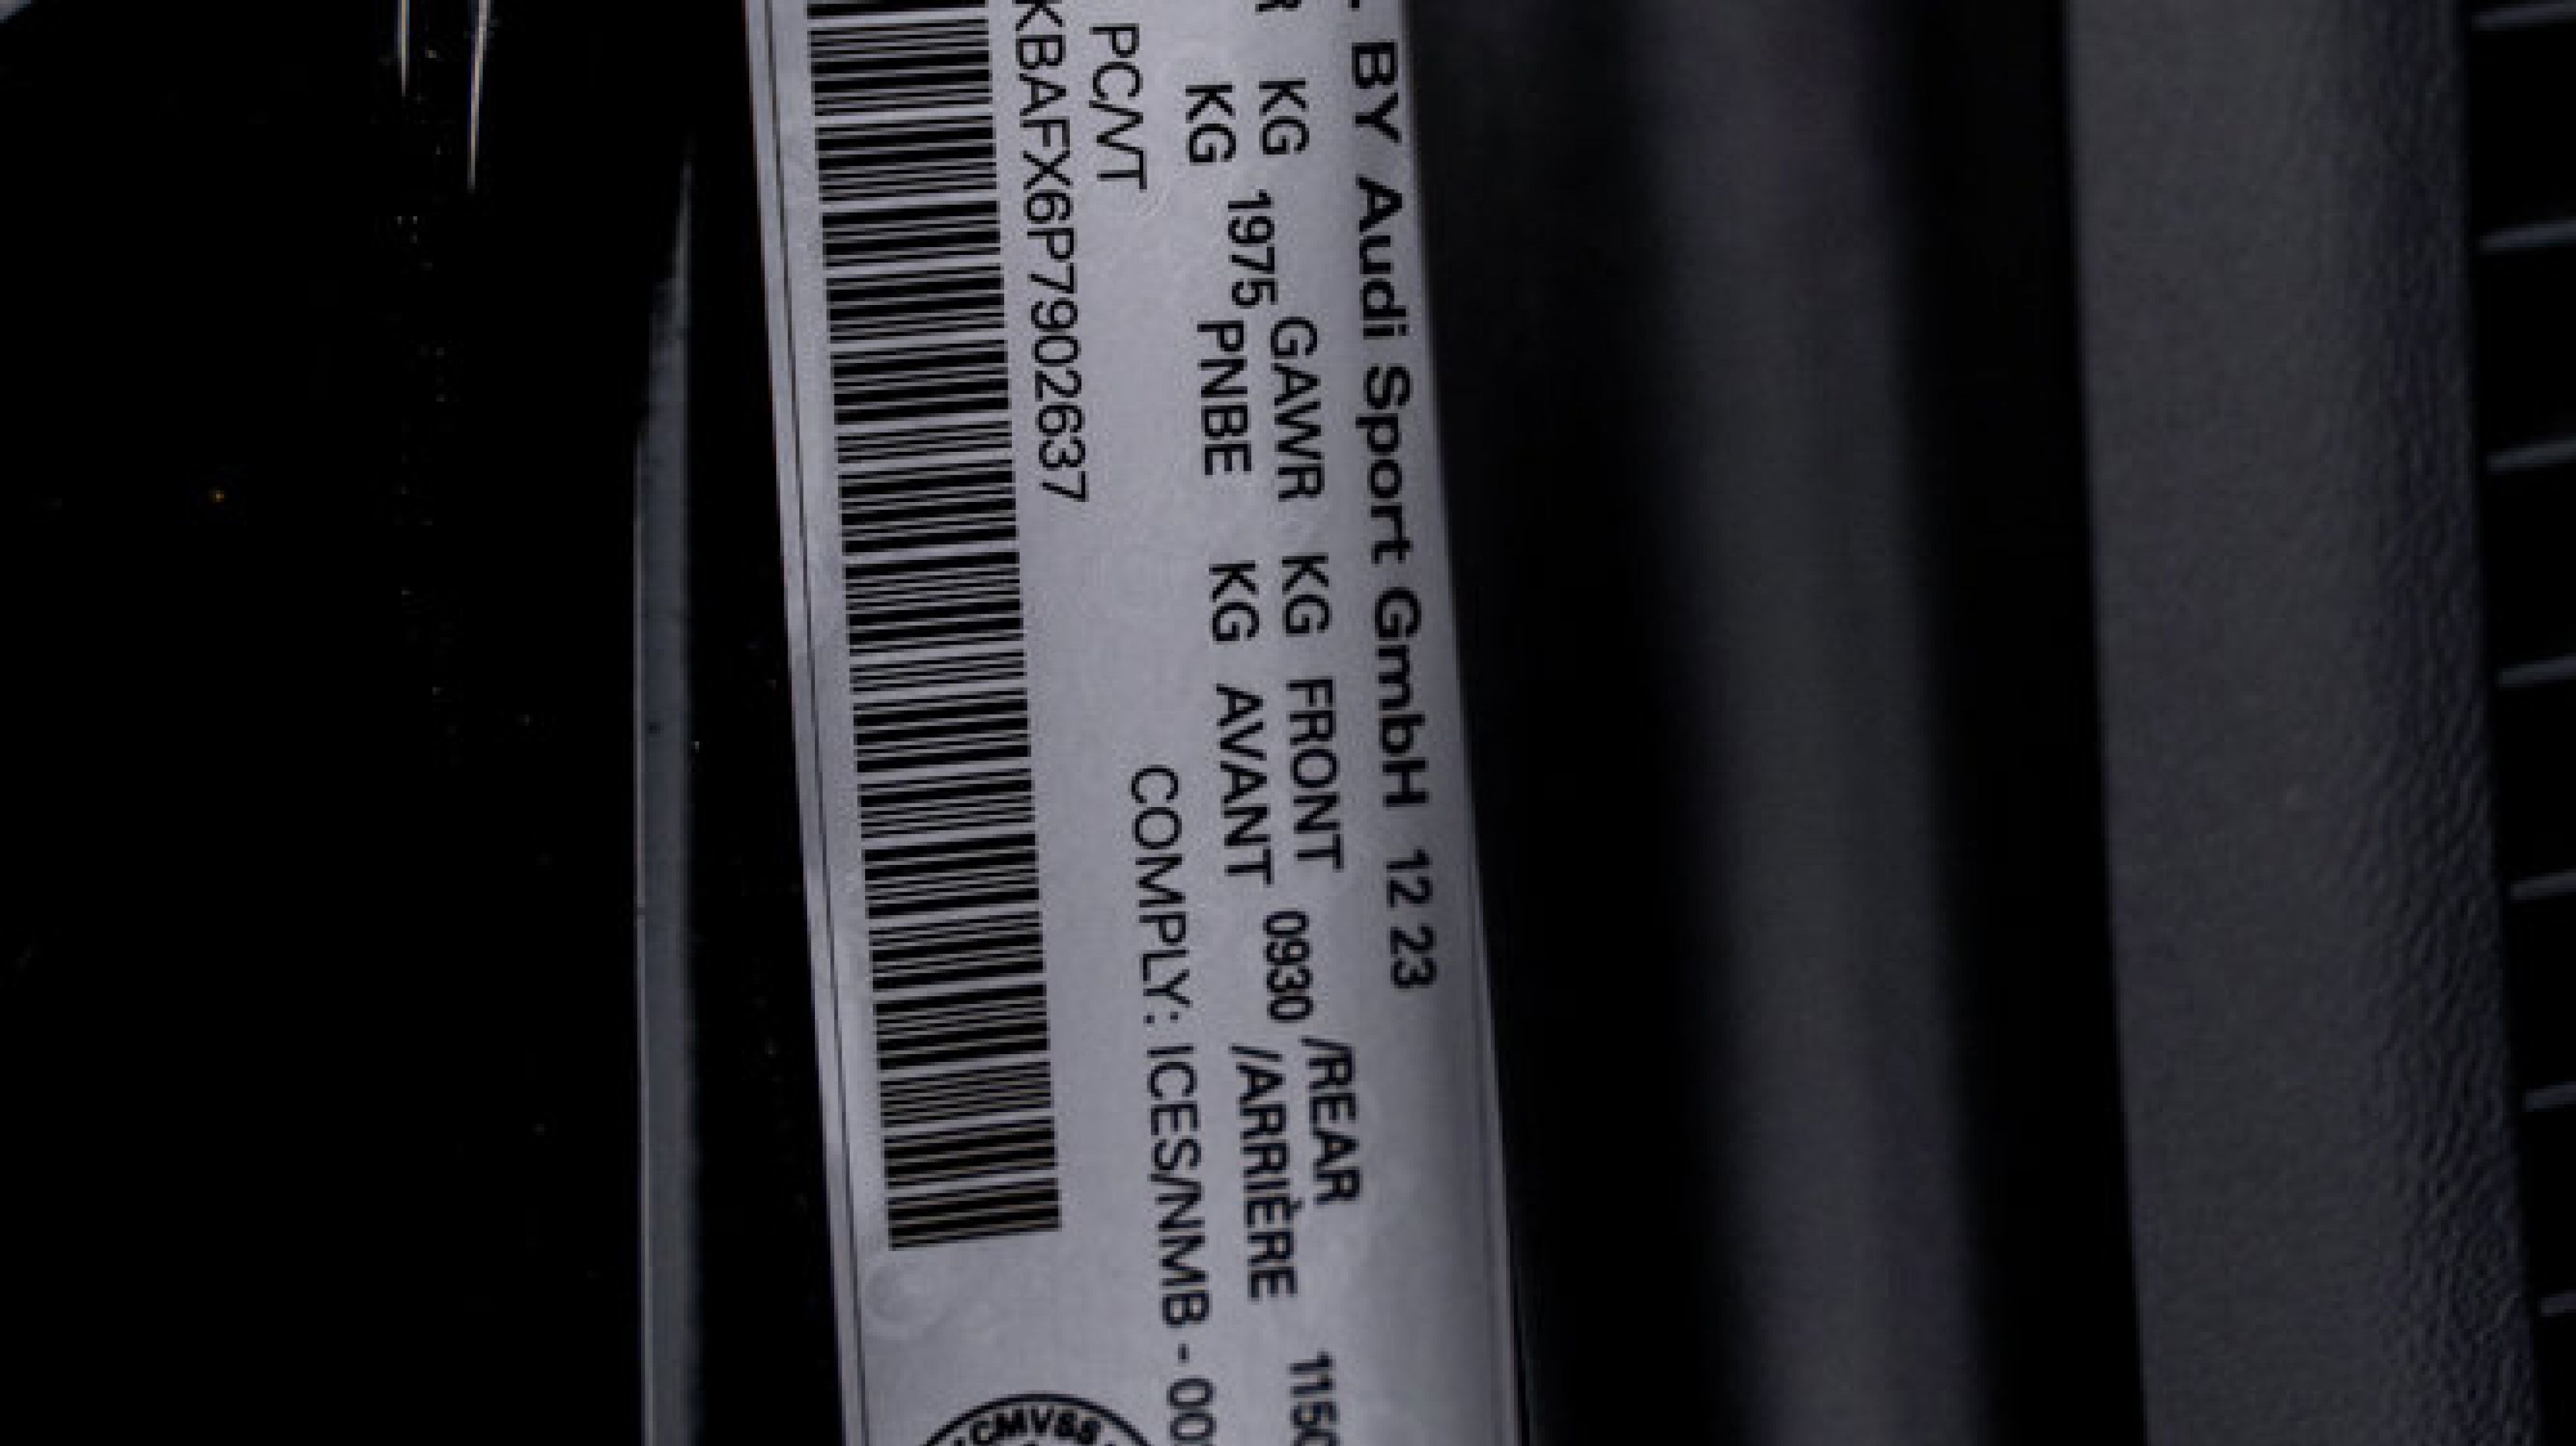 BY Audi Sport GmbH 12 23
KG 1975 GAWR KG FRONT 0930 /REAR
KG PNBE KG AVANT /ARRIÈRE
COMPLY: ICES/NMB - 00
PC/VT
KBAFX6P7902637
CMVSS